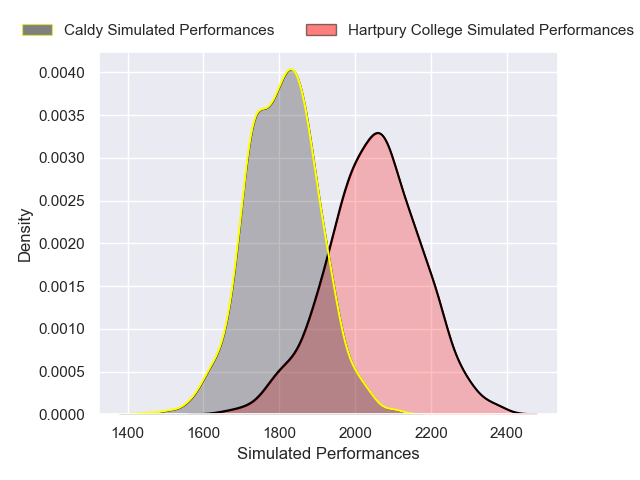 Caldy Simulated Performances Hartpury College Simulated Performances
0.0040
0.0035
0.0030
0.0025
0.0020
0.0015
0.0010
0.0005
0.0000
Density
1400 1600 1800 2000 2200 2400
Simulated Performances